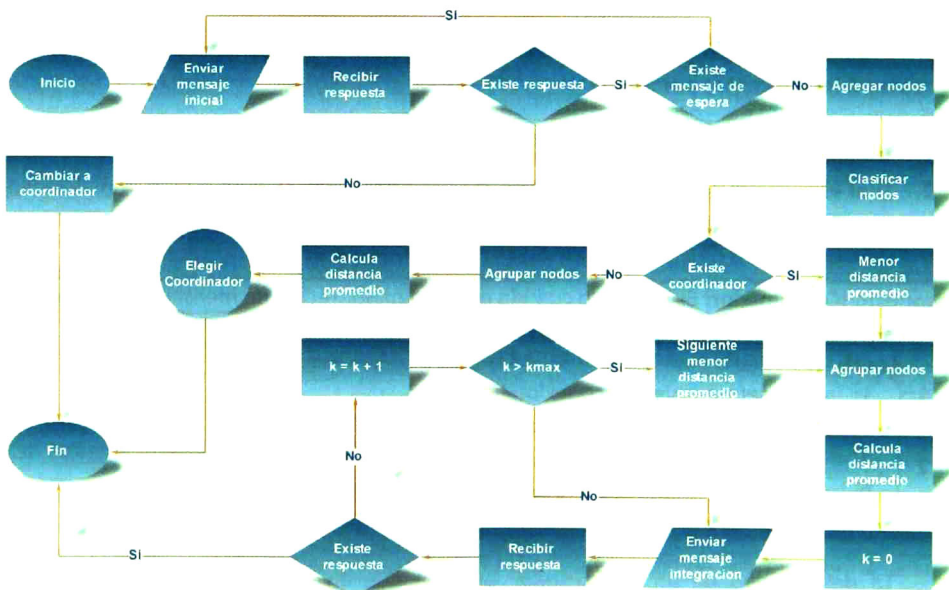 SI
Inicio
Enviar
mensaje
inicial
Recibir
respuesta
Existe respuesta
Si
Existe
mensaje de
espera
No
Agregar nodos
Cambiar a
coordinador
No
Clasificar
nodos
Elegir
Coordinador
Calcula
distancia
promedio
Agrupar nodos
No
Existe
coordinador
Si
Menor
distancia
promedio
k = k + 1
k > kmax
Si
Siguiente
menor
distancia
promedio
Agrupar nodos
Fin
No
No
Calcula
distancia
promedio
Si
Existe
respuesta
Recibir
respuesta
Enviar
mensaje
integracion
k = 0